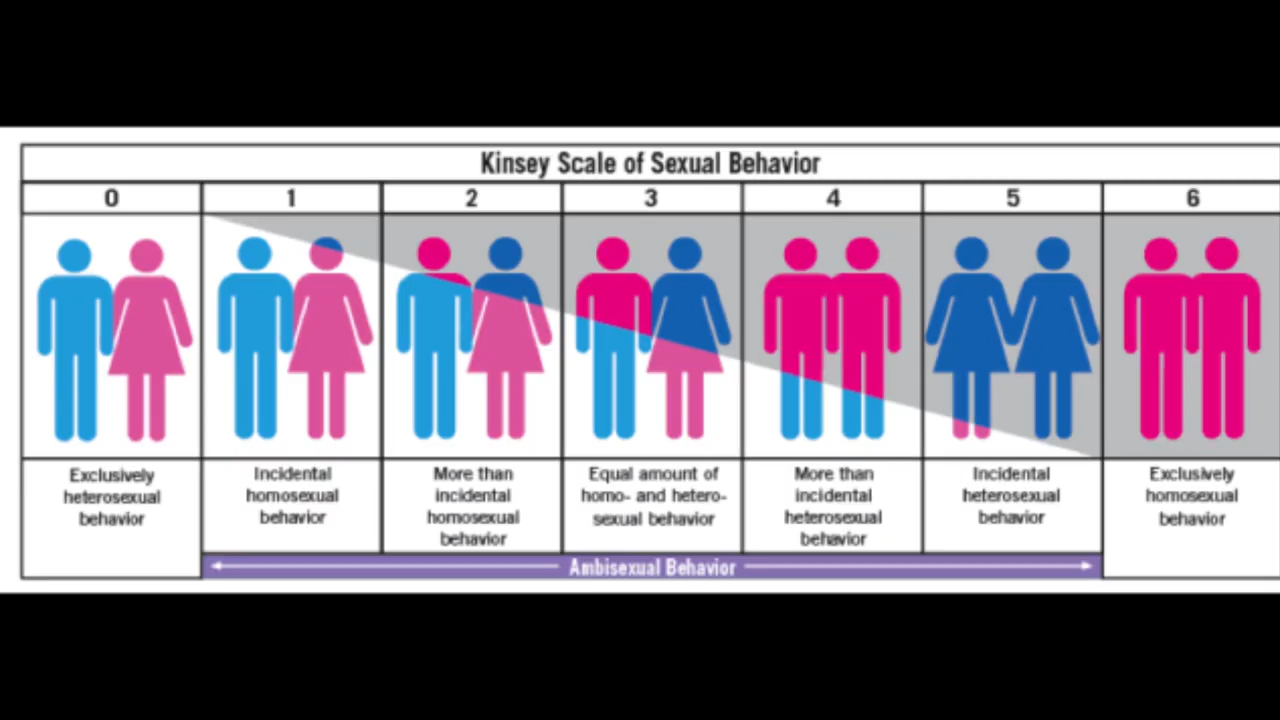 Kinsey Scale of Sexual Behavior
0 1 2 3 4 5 6
Exclusively
heterosexual
behavior
Incidental
homosexual
behavior
More than
incidental
homosexual
behavior
Equal amount of
homo- and hetero-
sexual behavior
More than
incidental
heterosexual
behavior
Incidental
heterosexual
behavior
Exclusively
homosexual
behavior
Ambisexual Behavior